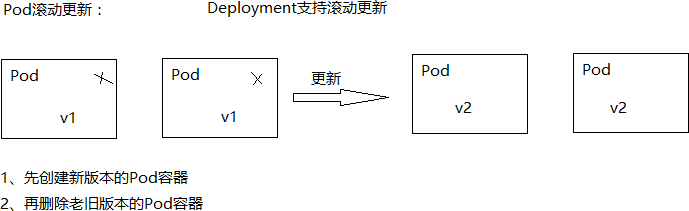 Pod滚动更新： Deployment支持滚动更新
Pod Pod 更新 Pod Pod
v1 v1 v2 v2
1、先创建新版本的Pod容器
2、再删除老旧版本的Pod容器